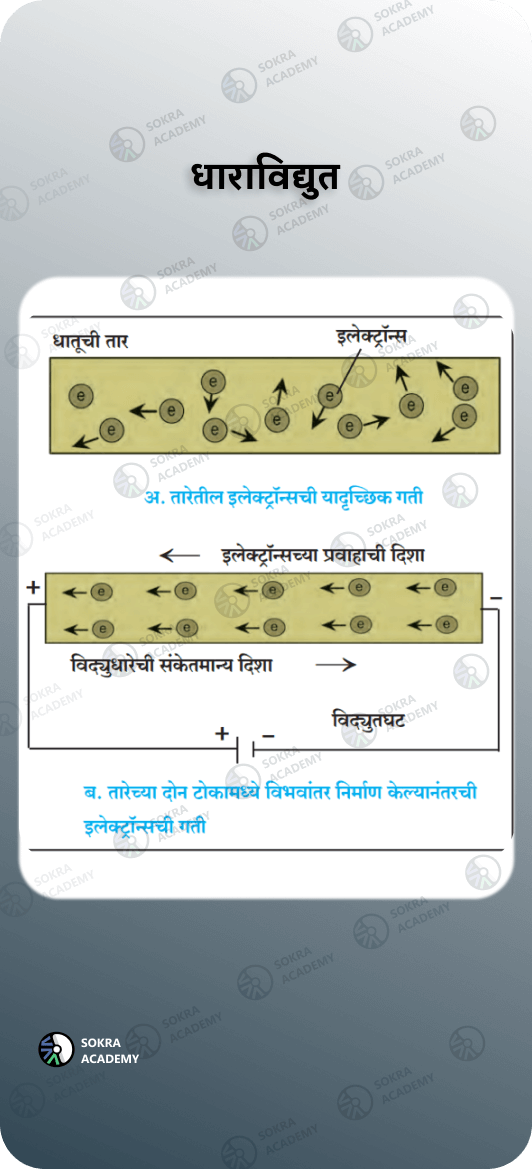 धाराविद्युत
धातूची तार
इलेक्ट्रॉन्स
e e e e e e e e e e e
अ. तारेतील इलेक्ट्रॉन्सची यादृच्छिक गती
← इलेक्ट्रॉन्सच्या प्रवाहाची दिशा
+ −
e e e e e
e e e e e
विद्युधारेची संकेतमान्य दिशा →
विद्युतघट
+ −
ब. तारेच्या दोन टोकामध्ये विभवांतर निर्माण केल्यानंतरची
इलेक्ट्रॉन्सची गती
SOKRA
ACADEMY